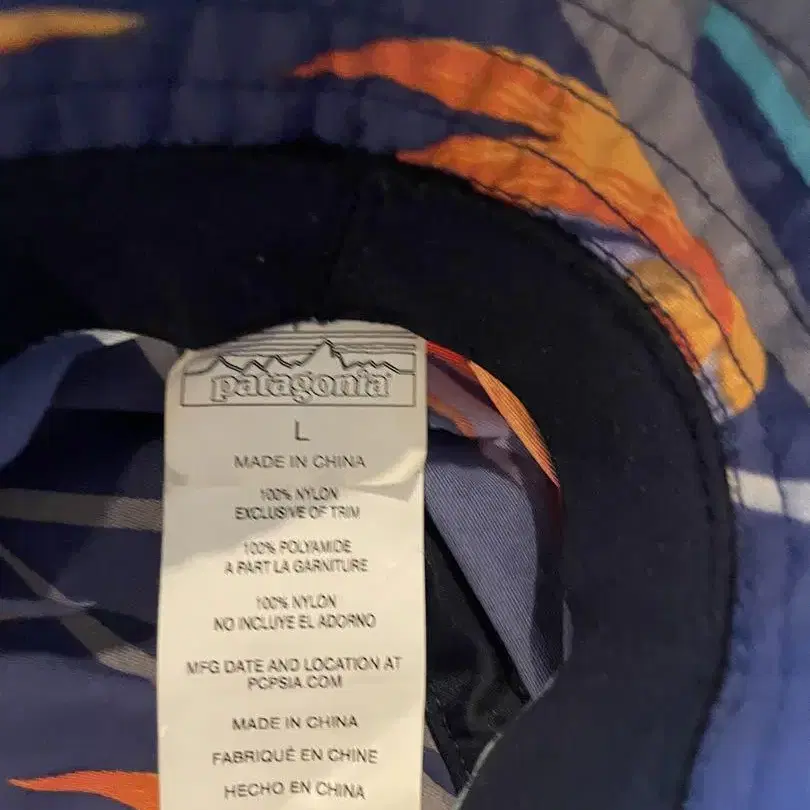 patagonia
L
MADE IN CHINA
100% NYLON
EXCLUSIVE OF TRIM
100% POLYAMIDE
A PART LA GARNITURE
100% NYLON
NO INCLUYE EL ADORNO
MFG DATE AND LOCATION AT
PCPSIA.COM
MADE IN CHINA
FABRIQUÉ EN CHINE
HECHO EN CHINA